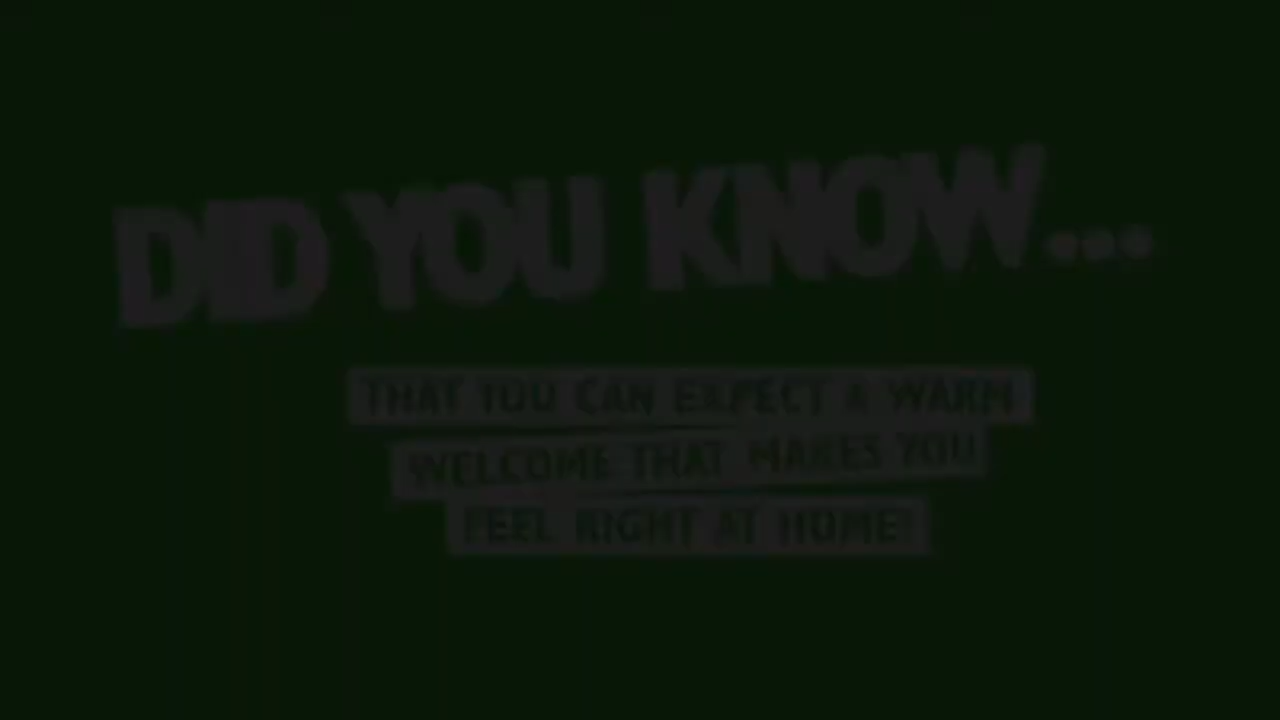 DID YOU KNOW...
THAT YOU CAN EXPECT A WARM
WELCOME THAT MAKES YOU
FEEL RIGHT AT HOME!